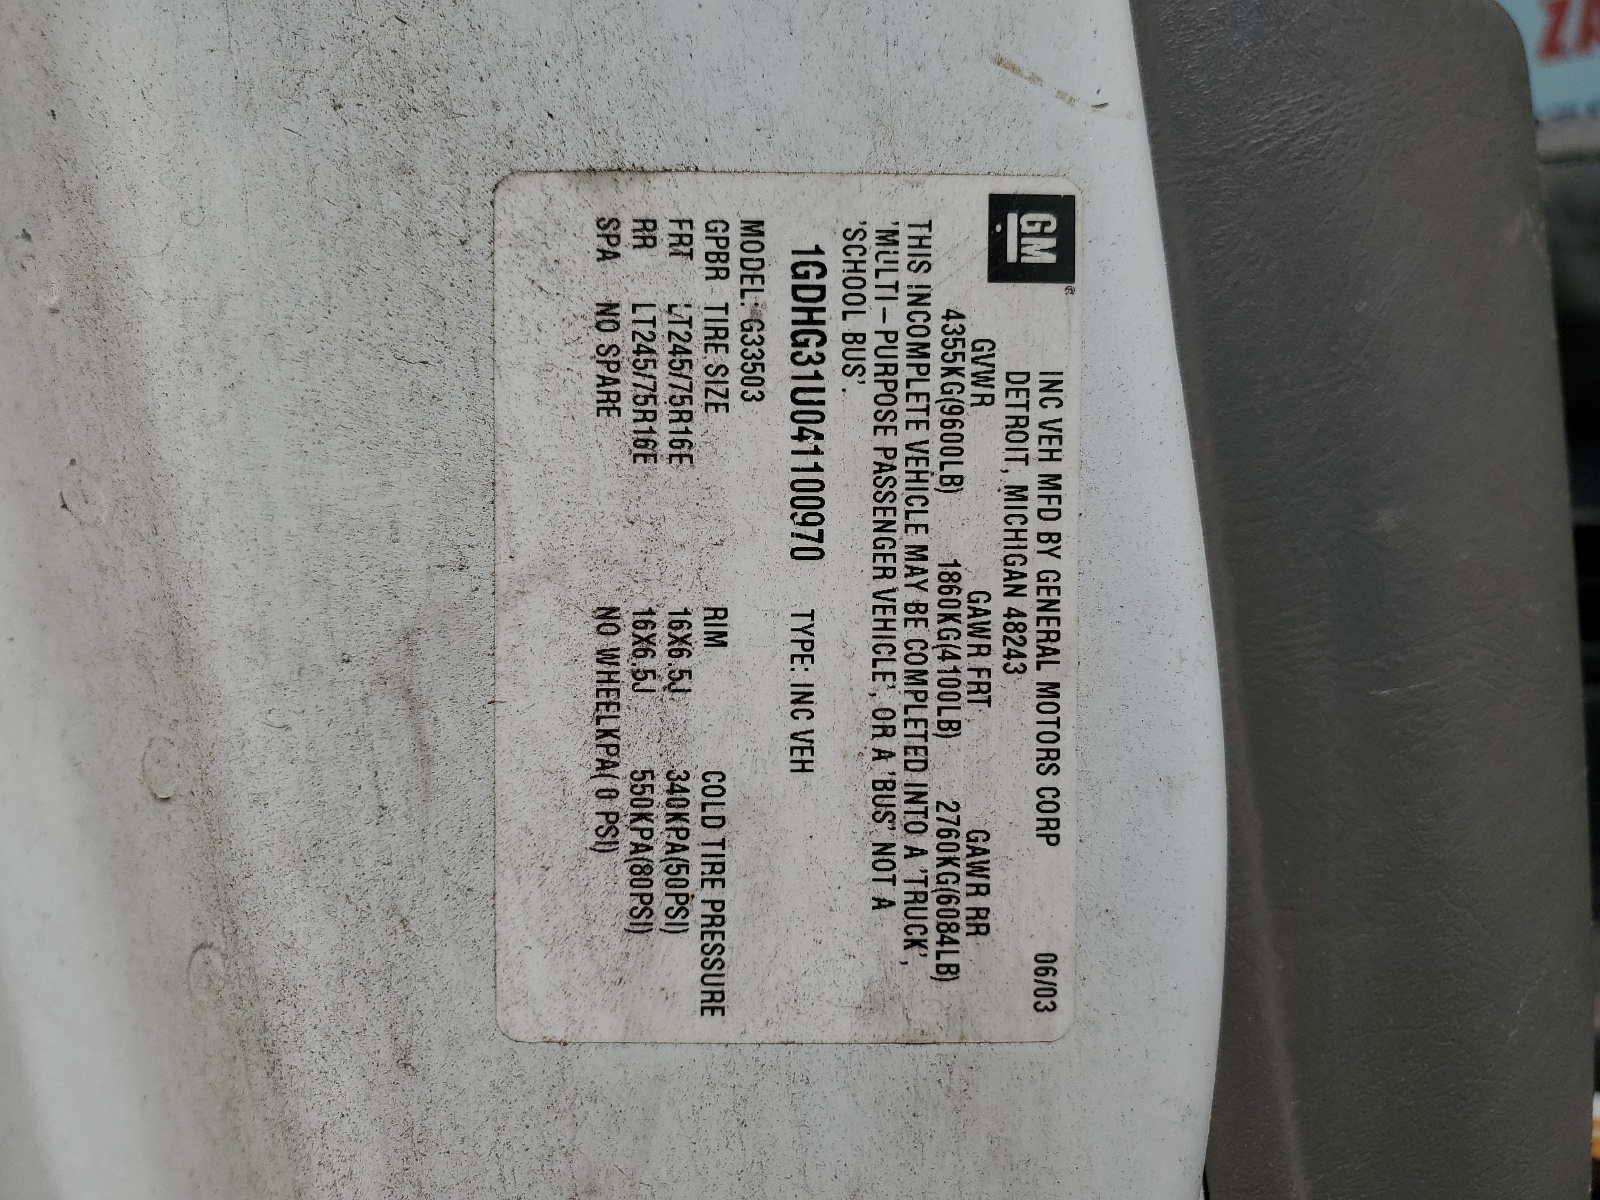 GM
INC VEH MFD BY GENERAL MOTORS CORP 06/03
DETROIT, MICHIGAN 48243
GVWR GAWR FRT GAWR RR
4355KG(9600LB) 1860KG(4100LB) 2760KG(6084LB)
THIS INCOMPLETE VEHICLE MAY BE COMPLETED INTO A 'TRUCK',
'MULTI-PURPOSE PASSENGER VEHICLE', OR A 'BUS' NOT A
'SCHOOL BUS'.
1GDHG31U041100970 TYPE: INC VEH
MODEL: G33503
GPBR TIRE SIZE RIM COLD TIRE PRESSURE
FRT LT245/75R16E 16X6.5J 340KPA(50PSI)
RR LT245/75R16E 16X6.5J 550KPA(80PSI)
SPA NO SPARE NO WHEELKPA( 0 PSI)